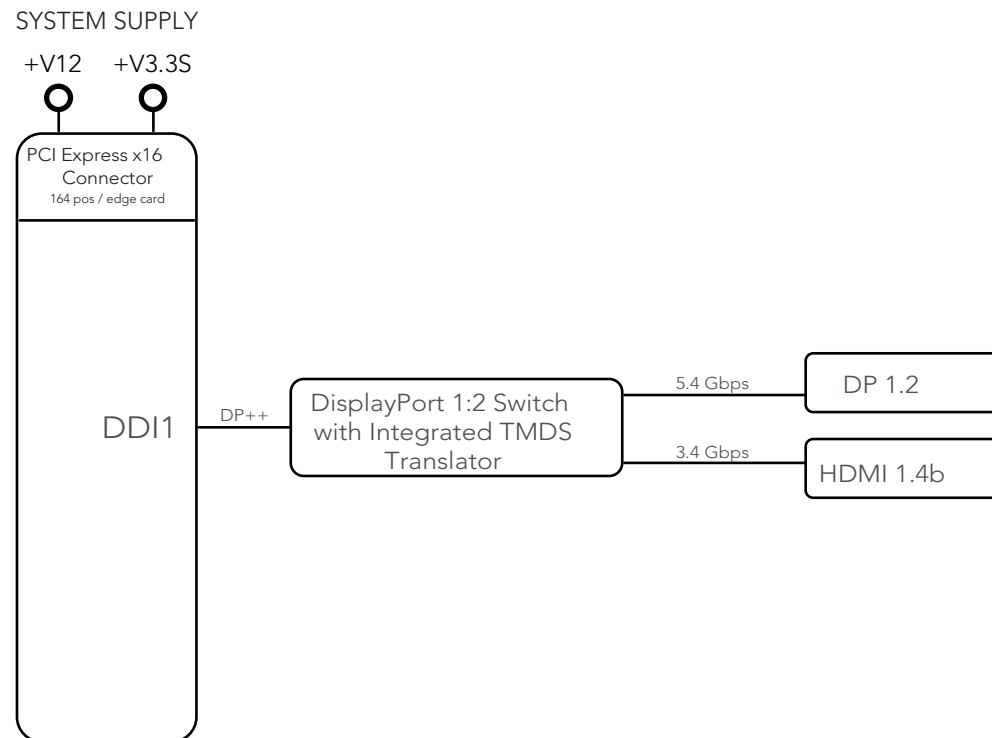 SYSTEM SUPPLY
+V12 +V3.3S
PCI Express x16
Connector
164 pos / edge card
DDI1
DP++
DisplayPort 1:2 Switch
with Integrated TMDS
Translator
5.4 Gbps
DP 1.2
3.4 Gbps
HDMI 1.4b